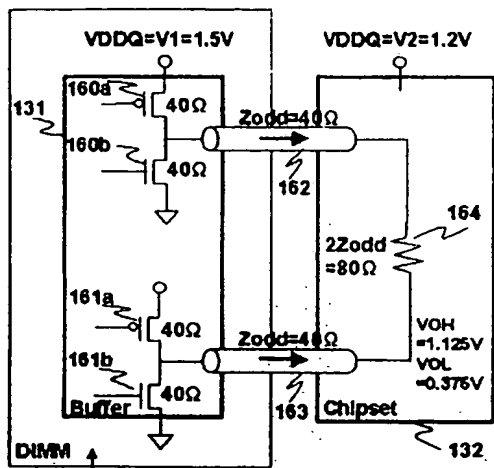 VDDQ=V1=1.5V
VDDQ=V2=1.2V
160a
40Ω
131
160b
40Ω
Zodd=40Ω
162
164
2Zodd
=80Ω
161a
40Ω
Zodd=40Ω
161b
40Ω
VOH
=1.125V
VOL
=0.375V
Buffer
163
Chipset
DIMM
132